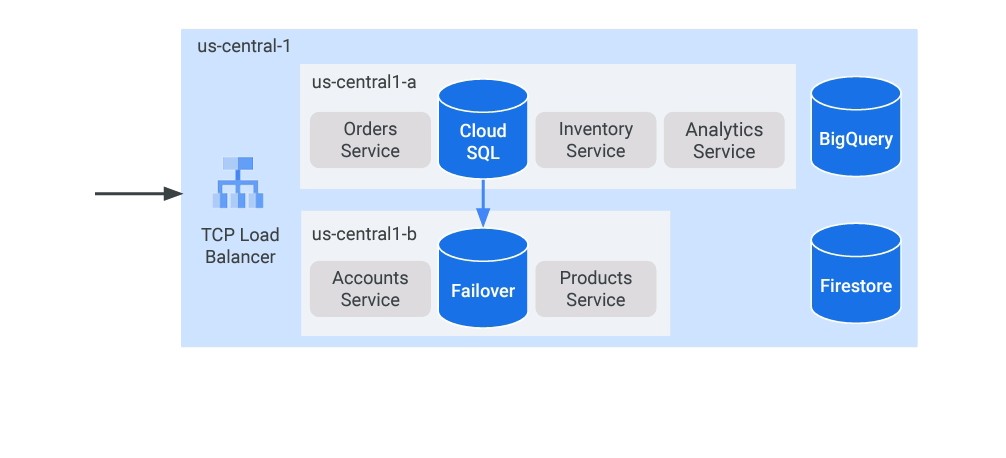 us-central-1
us-central1-a
Orders
Service
Cloud
SQL
Inventory
Service
Analytics
Service
BigQuery
TCP Load
Balancer
us-central1-b
Accounts
Service
Failover
Products
Service
Firestore